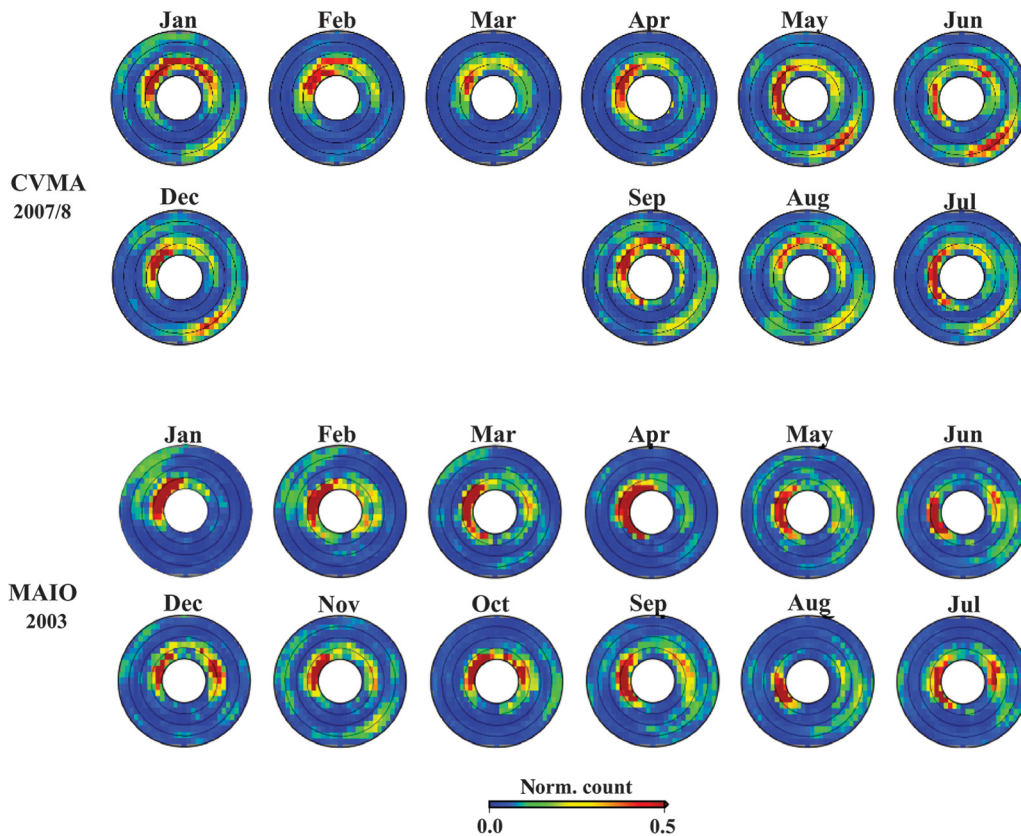 Jan Feb Mar Apr May Jun
CVMA
2007/8
Dec Sep Aug Jul
Jan Feb Mar Apr May Jun
MAIO
2003
Dec Nov Oct Sep Aug Jul
Norm. count
0.0 0.5